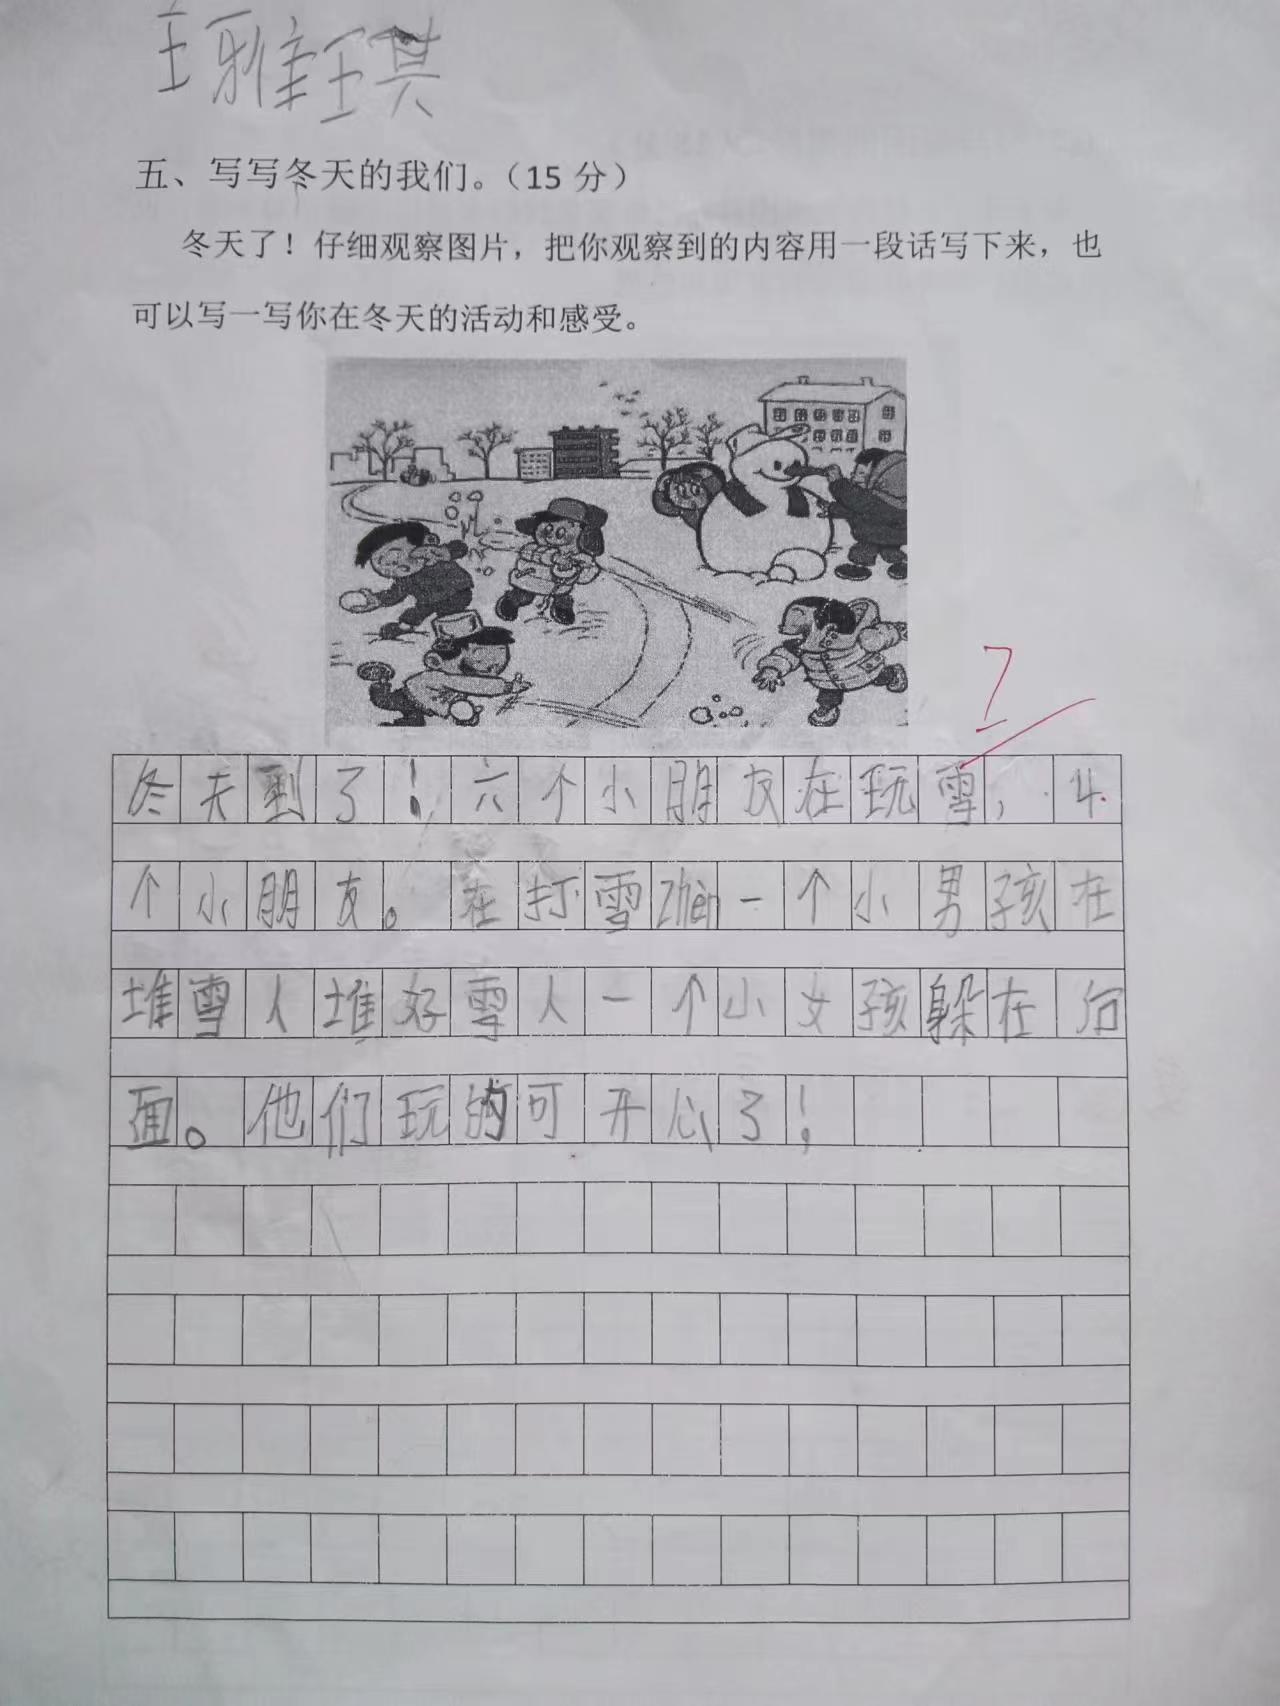 王雅琪
五、写写冬天的我们。（15 分）
冬天了！仔细观察图片，把你观察到的内容用一段话写下来，也
可以写一写你在冬天的活动和感受。
7
冬天到了！六个小朋友在玩雪，4
个小朋友。在打雪zhèn一个小男孩在
堆雪人堆好雪人一个小女孩躲在后
面。他们玩的可开心了！